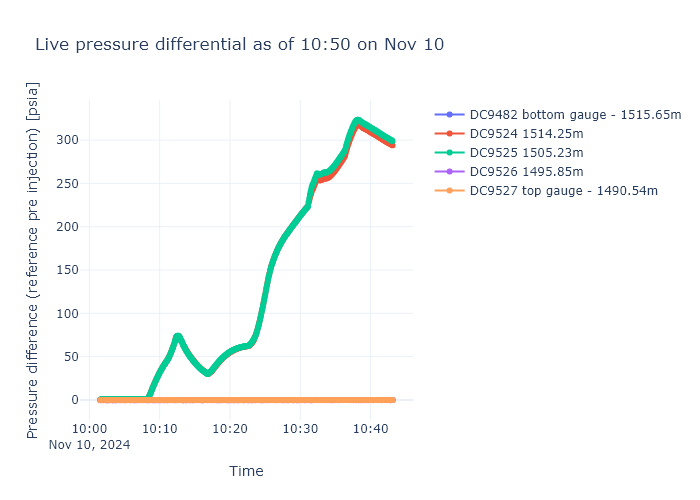 Live pressure differential as of 10:50 on Nov 10
Pressure difference (reference pre injection) [psia]
300
250
200
150
100
50
0
10:00
Nov 10, 2024
10:10
10:20
10:30
10:40
Time
DC9482 bottom gauge - 1515.65m
DC9524 1514.25m
DC9525 1505.23m
DC9526 1495.85m
DC9527 top gauge - 1490.54m